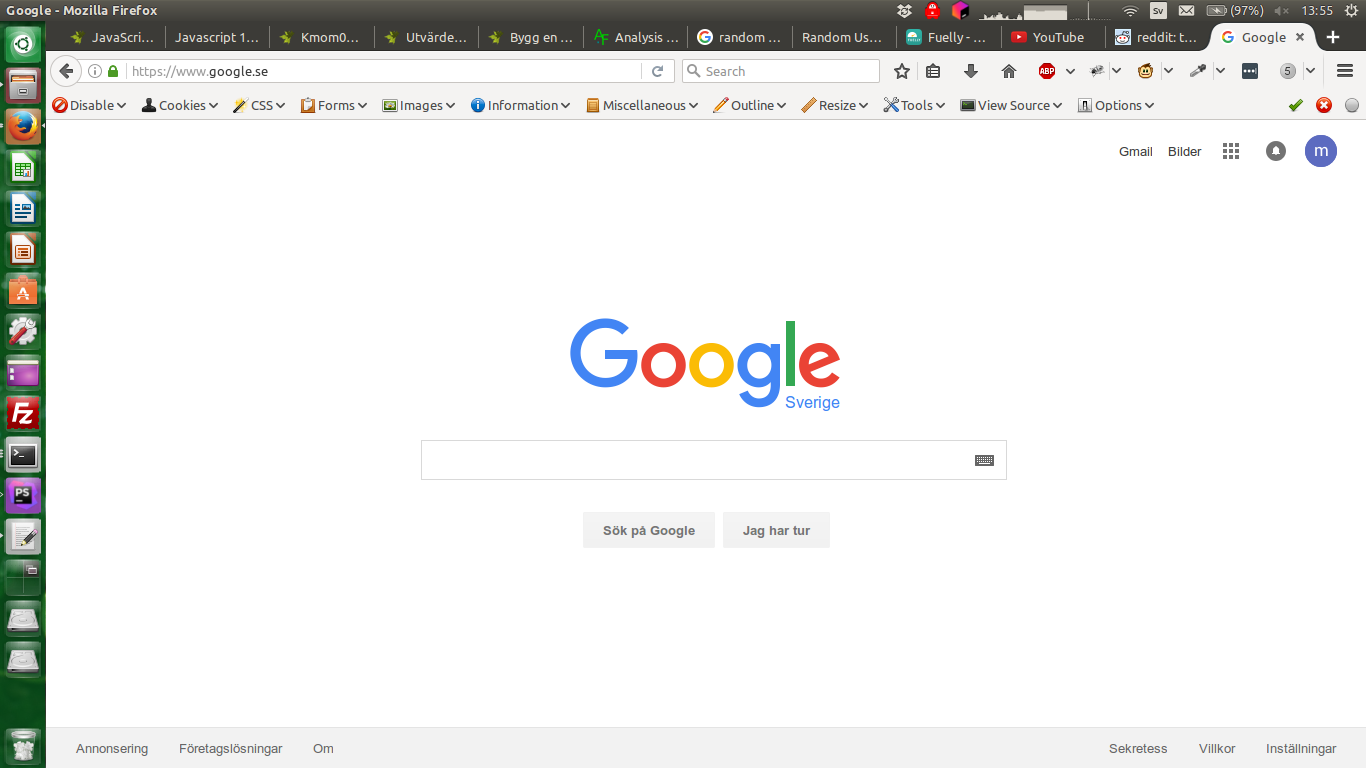 Google - Mozilla Firefox
Sv
(97%)
13:55
JavaScri...
Javascript 1...
Kmom0...
Utvärde...
Bygg en ...
Analysis ...
random ...
Random Us...
Fuelly - ...
YouTube
reddit: t...
Google
https://www.google.se
Search
ABP
5
Disable
Cookies
CSS
Forms
Images
Information
Miscellaneous
Outline
Resize
Tools
View Source
Options
Gmail
Bilder
m
Google
Sverige
Sök på Google
Jag har tur
Fz
PS
Annonsering
Företagslösningar
Om
Sekretess
Villkor
Inställningar